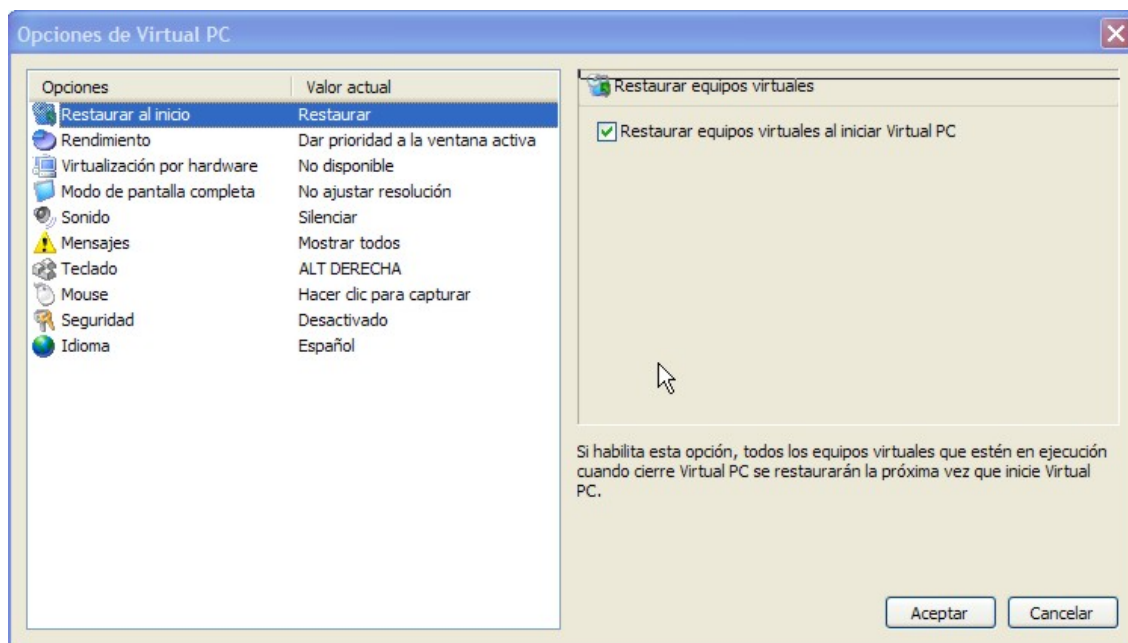 Opciones de Virtual PC
Opciones Valor actual
Restaurar al inicio Restaurar
Rendimiento Dar prioridad a la ventana activa
Virtualización por hardware No disponible
Modo de pantalla completa No ajustar resolución
Sonido Silenciar
Mensajes Mostrar todos
Teclado ALT DERECHA
Mouse Hacer clic para capturar
Seguridad Desactivado
Idioma Español
Restaurar equipos virtuales
Restaurar equipos virtuales al iniciar Virtual PC
Si habilita esta opción, todos los equipos virtuales que estén en ejecución
cuando cierre Virtual PC se restaurarán la próxima vez que inicie Virtual
PC.
Aceptar Cancelar